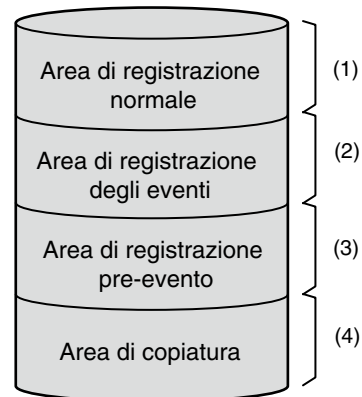 Area di registrazione
normale
(1)
Area di registrazione
degli eventi
(2)
Area di registrazione
pre-evento
(3)
Area di copiatura
(4)